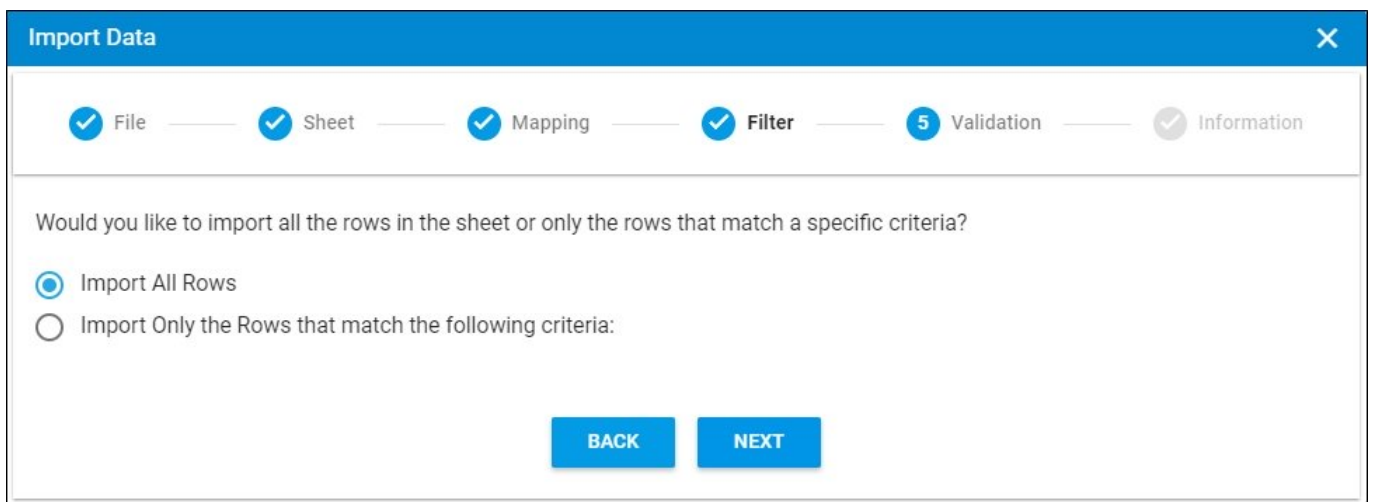 Import Data
File Sheet Mapping Filter 5 Validation Information
Would you like to import all the rows in the sheet or only the rows that match a specific criteria?
Import All Rows
Import Only the Rows that match the following criteria:
BACK NEXT